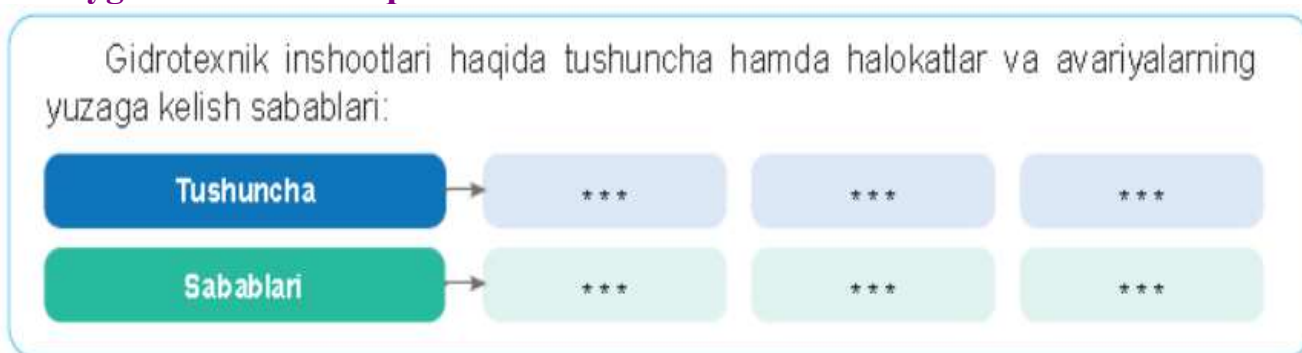 Gidrotexnik inshootlari haqida tushuncha hamda halokatlar va avariyalarning
yuzaga kelish sabablari:
Tushuncha *** *** ***
Sabablari *** *** ***